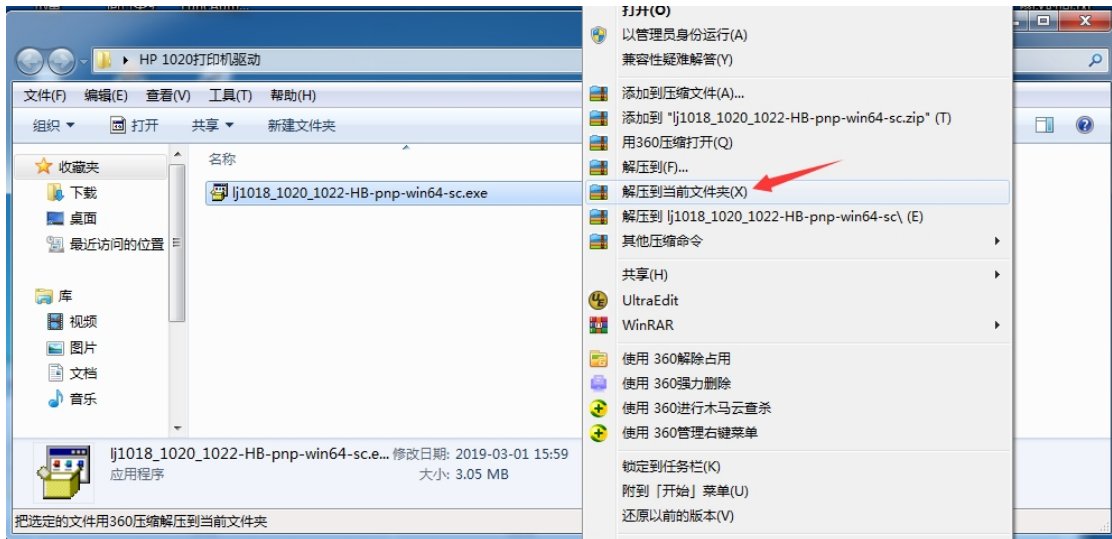 HP 1020打印机驱动
文件(F) 编辑(E) 查看(V) 工具(T) 帮助(H)
组织 打开 共享 新建文件夹
收藏夹
下载
桌面
最近访问的位置
库
视频
图片
文档
音乐
名称
lj1018_1020_1022-HB-pnp-win64-sc.exe
lj1018_1020_1022-HB-pnp-win64-sc.e... 修改日期: 2019-03-01 15:59
应用程序 大小: 3.05 MB
把选定的文件用360压缩解压到当前文件夹
打开(O)
以管理员身份运行(A)
兼容性疑难解答(Y)
添加到压缩文件(A)...
添加到 "lj1018_1020_1022-HB-pnp-win64-sc.zip" (T)
用360压缩打开(Q)
解压到(F)...
解压到当前文件夹(X)
解压到 lj1018_1020_1022-HB-pnp-win64-sc\ (E)
其他压缩命令
共享(H)
UltraEdit
WinRAR
使用 360解除占用
使用 360强力删除
使用 360进行木马云查杀
使用 360管理右键菜单
锁定到任务栏(K)
附到「开始」菜单(U)
还原以前的版本(V)